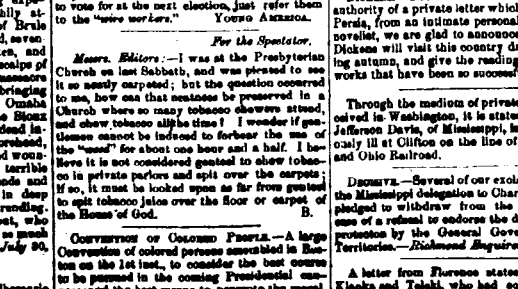 to vote for at the next election, just refer them
to the "wire workers." YOUNG AMERICA.
For the Spectator.
Messrs. Editors:—I was at the Presbyterian
Church on last Sabbath, and was pleased to see
it so neatly carpeted; but the question occurred
to me, how can that neatness be preserved in a
Church where so many tobacco chewers attend,
and chew tobacco all the time? I wonder if gen-
tlemen cannot be induced to forbear the use of
the "weed" for about one hour and a half. I be-
lieve it is not considered genteel to chew tobac-
co in private parlors and spit over the carpets;
if so, it must be looked upon as far from genteel
to spit tobacco juice over the floor or carpet of
the House of God. B.
CONVENTION OF COLORED PEOPLE.—A large
Convention of colored persons assembled in Bos-
ton on the 1st inst., to consider the best course
to be pursued in the coming Presidential can-
of Brule
d, seven-
en, and
scalps of
massacre
bringing
Omaha
e Sioux
dead in-
orehead,
d woun-
terrible
onds and
in deep
rending.
ut, who
so much
July 30,
authority of a private letter which
Persia, from an intimate personal
novelist, we are glad to announce
Dickens will visit this country du
ing autumn, and give the reading
works that have been so successf
Through the medium of privat
ceived in Washington, it is state
Jefferson Davis, of Mississippi, is
ously ill at Clifton on the line of
and Ohio Railroad.
DECISIVE.—Several of our exch
the Mississippi delegation to Char
pledged to withdraw from the
case of a refusal to endorse the d
protection by the General Gove
Territories.—Richmond Enquirer
A letter from Florence states
Klapka and Teleki, who had